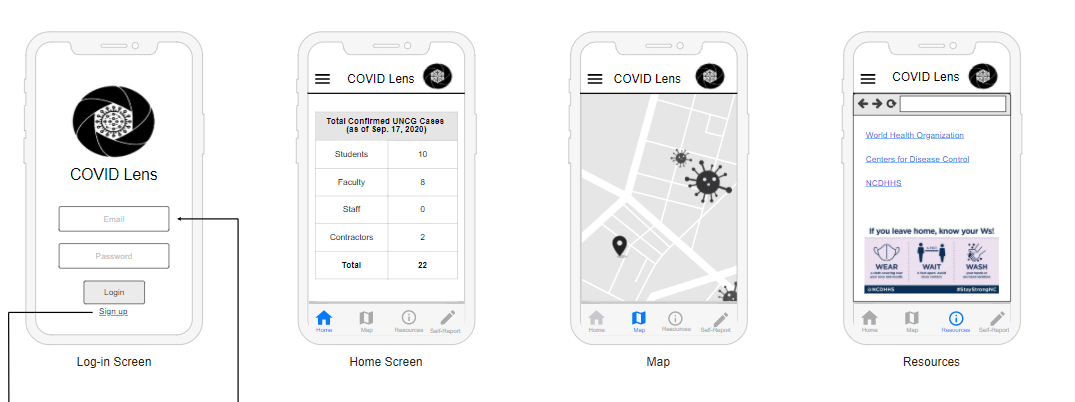 COVID Lens
Email
Password
Login
Sign up
Log-in Screen
COVID Lens
Total Confirmed UNCG Cases
(as of Sep. 17, 2020)
Students 10
Faculty 8
Staff 0
Contractors 2
Total 22
Home Map Resources Self-Report
Home Screen
COVID Lens
Home Map Resources Self-Report
Map
COVID Lens
World Health Organization
Centers for Disease Control
NCDHHS
If you leave home, know your Ws!
WEAR WAIT WASH
@NCDHHS #StayStrongNC
Home Map Resources Self-Report
Resources